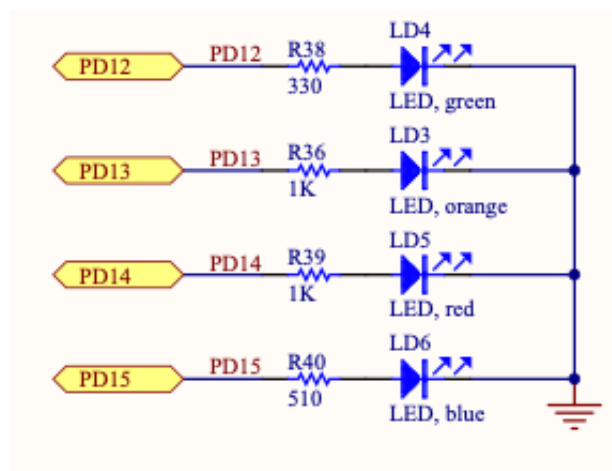 LD4
PD12 PD12 R38
330
LED, green
LD3
PD13 PD13 R36
1K
LED, orange
LD5
PD14 PD14 R39
1K
LED, red
LD6
PD15 PD15 R40
510
LED, blue